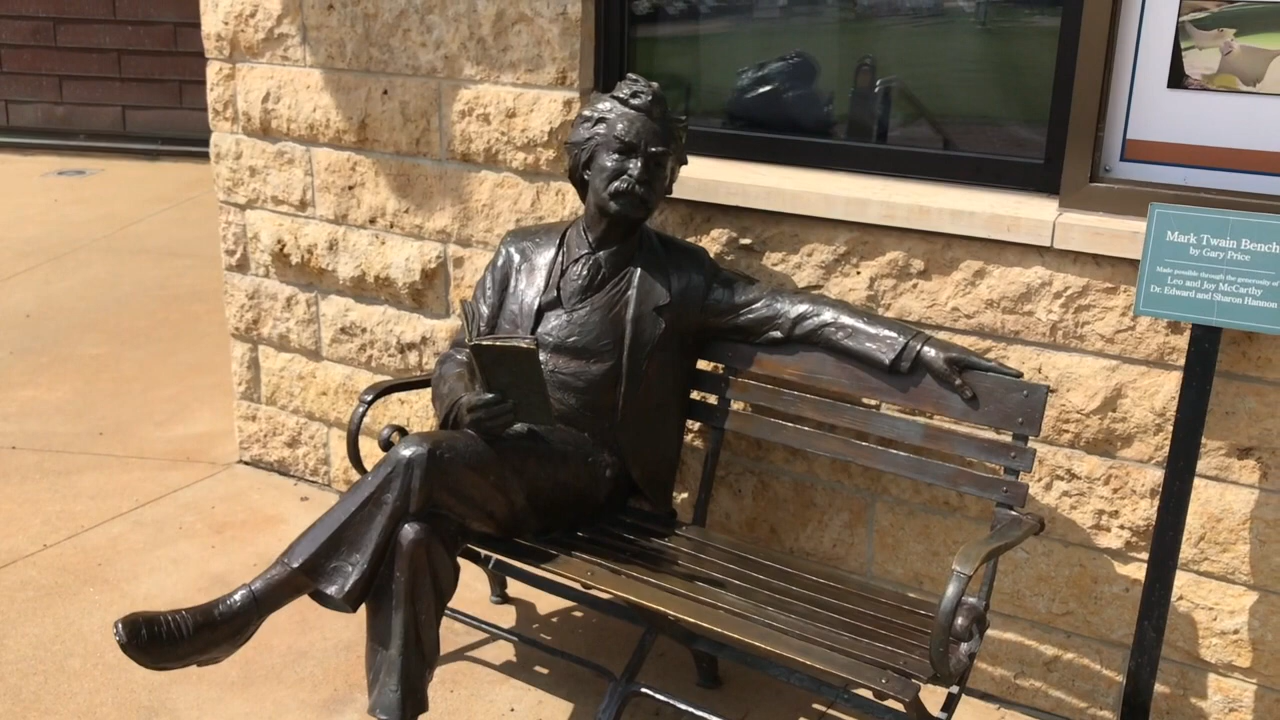 Mark Twain Bench
by Gary Price
Made possible through the generosity of
Leo and Joy McCarthy
Dr. Edward and Sharon Hannon